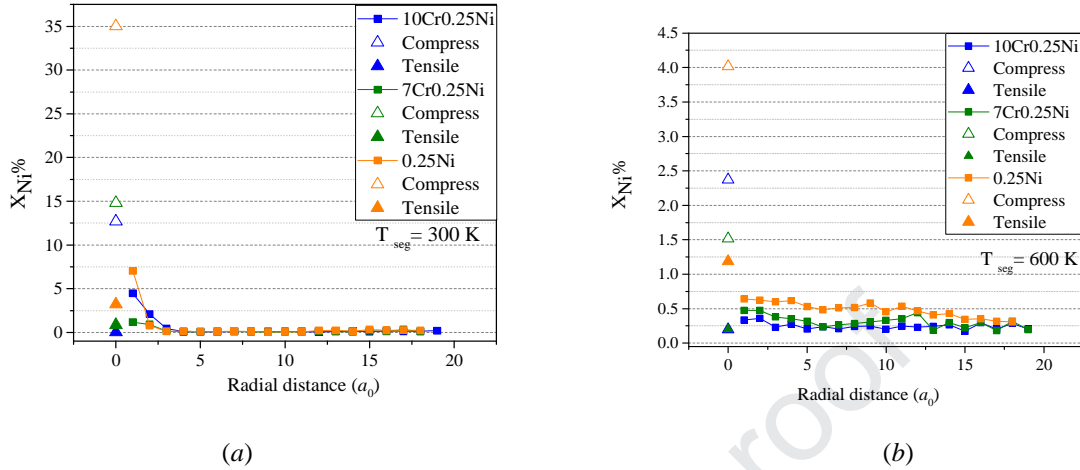 35
30
25
20
15
10
5
0
X_Ni%
0 5 10 15 20
Radial distance (a₀)
10Cr0.25Ni
Compress
Tensile
7Cr0.25Ni
Compress
Tensile
0.25Ni
Compress
Tensile
T_seg= 300 K
(a)
4.5
4.0
3.5
3.0
2.5
2.0
1.5
1.0
0.5
0.0
X_Ni%
0 5 10 15 20
Radial distance (a₀)
10Cr0.25Ni
Compress
Tensile
7Cr0.25Ni
Compress
Tensile
0.25Ni
Compress
Tensile
T_seg= 600 K
(b)
roof